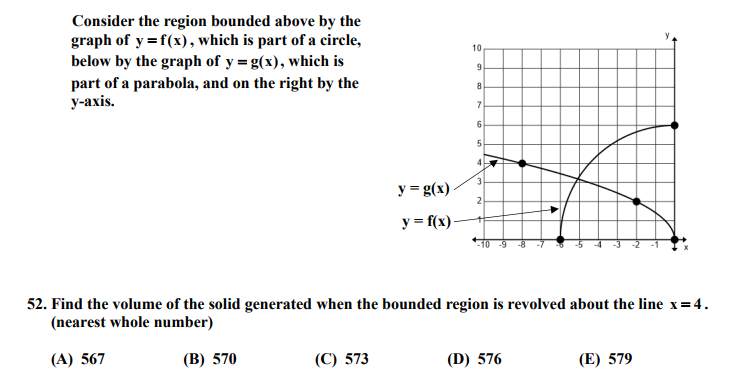 Consider the region bounded above by the
graph of y = f(x), which is part of a circle,
below by the graph of y = g(x), which is
part of a parabola, and on the right by the
y-axis.
y
10
9
8
7
6
5
4
3
2
1
y = g(x)
y = f(x)
-10 -9 -8 -7 -6 -5 -4 -3 -2 -1 x
52. Find the volume of the solid generated when the bounded region is revolved about the line x = 4.
(nearest whole number)
(A) 567 (B) 570 (C) 573 (D) 576 (E) 579